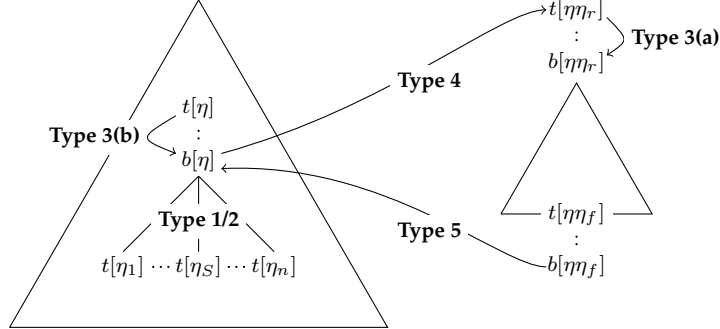 t[ηη_r]
:
Type 3(a)
b[ηη_r]
Type 4
t[η]
Type 3(b)
:
b[η]
t[ηη_f]
Type 1/2
Type 5
:
t[η_1] ⋯ t[η_S] ⋯ t[η_n]
b[ηη_f]